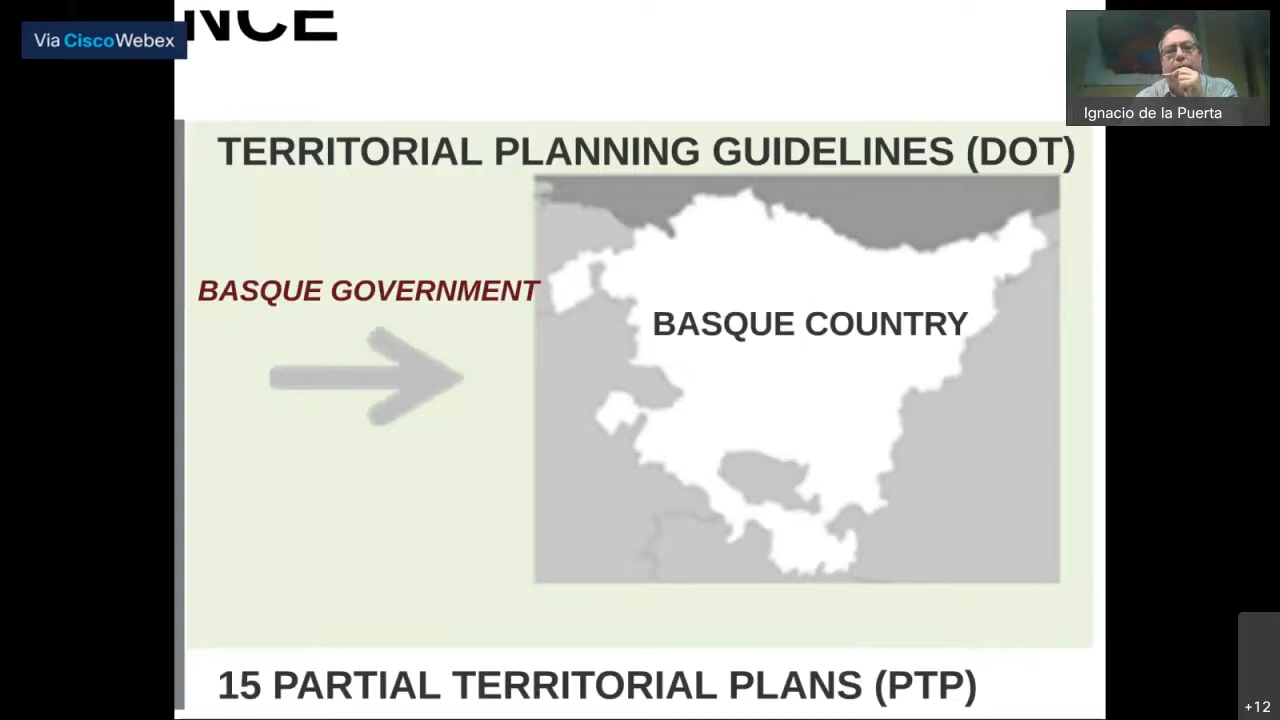 NCE
Via CiscoWebex
Ignacio de la Puerta
TERRITORIAL PLANNING GUIDELINES (DOT)
BASQUE GOVERNMENT
BASQUE COUNTRY
15 PARTIAL TERRITORIAL PLANS (PTP)
+12